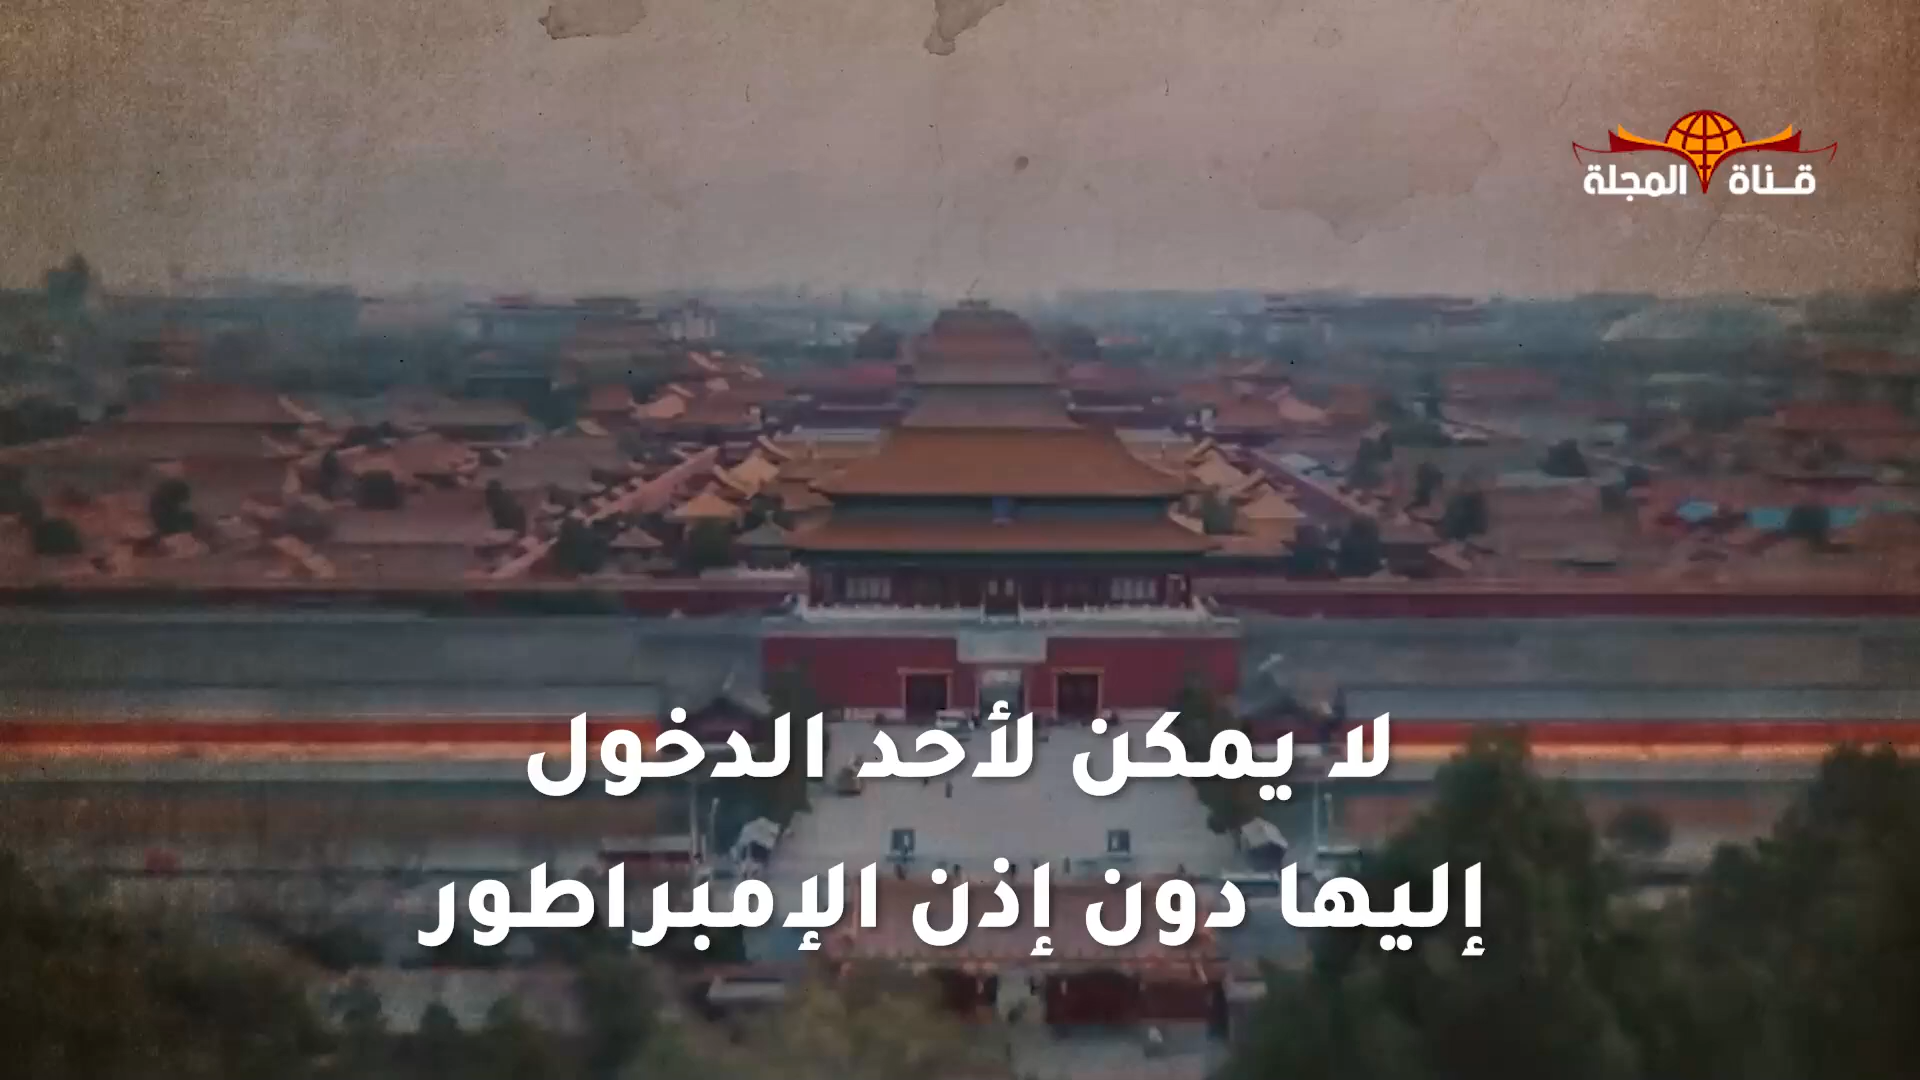 قناة المجلة
لا يمكن لأحد الدخول
إليها دون إذن الإمبراطور